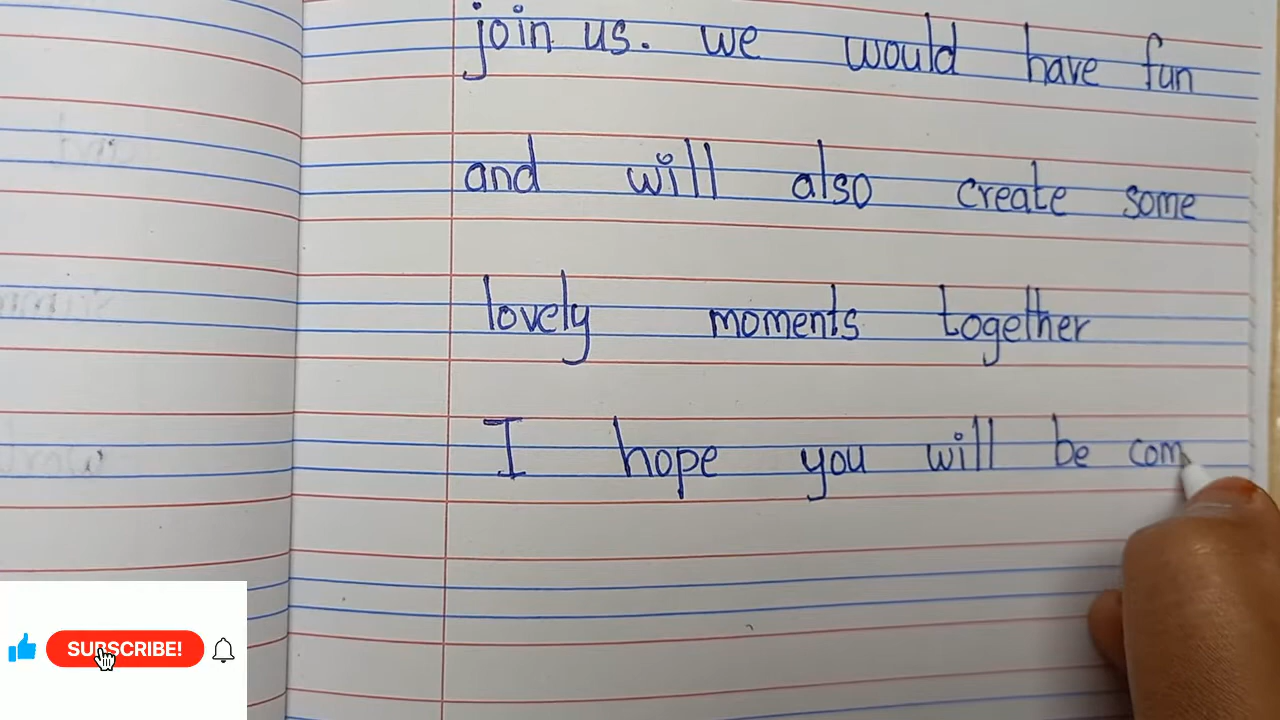 join us. we would have fun
and will also create some
lovely moments together
I hope you will be com
SUBSCRIBE!